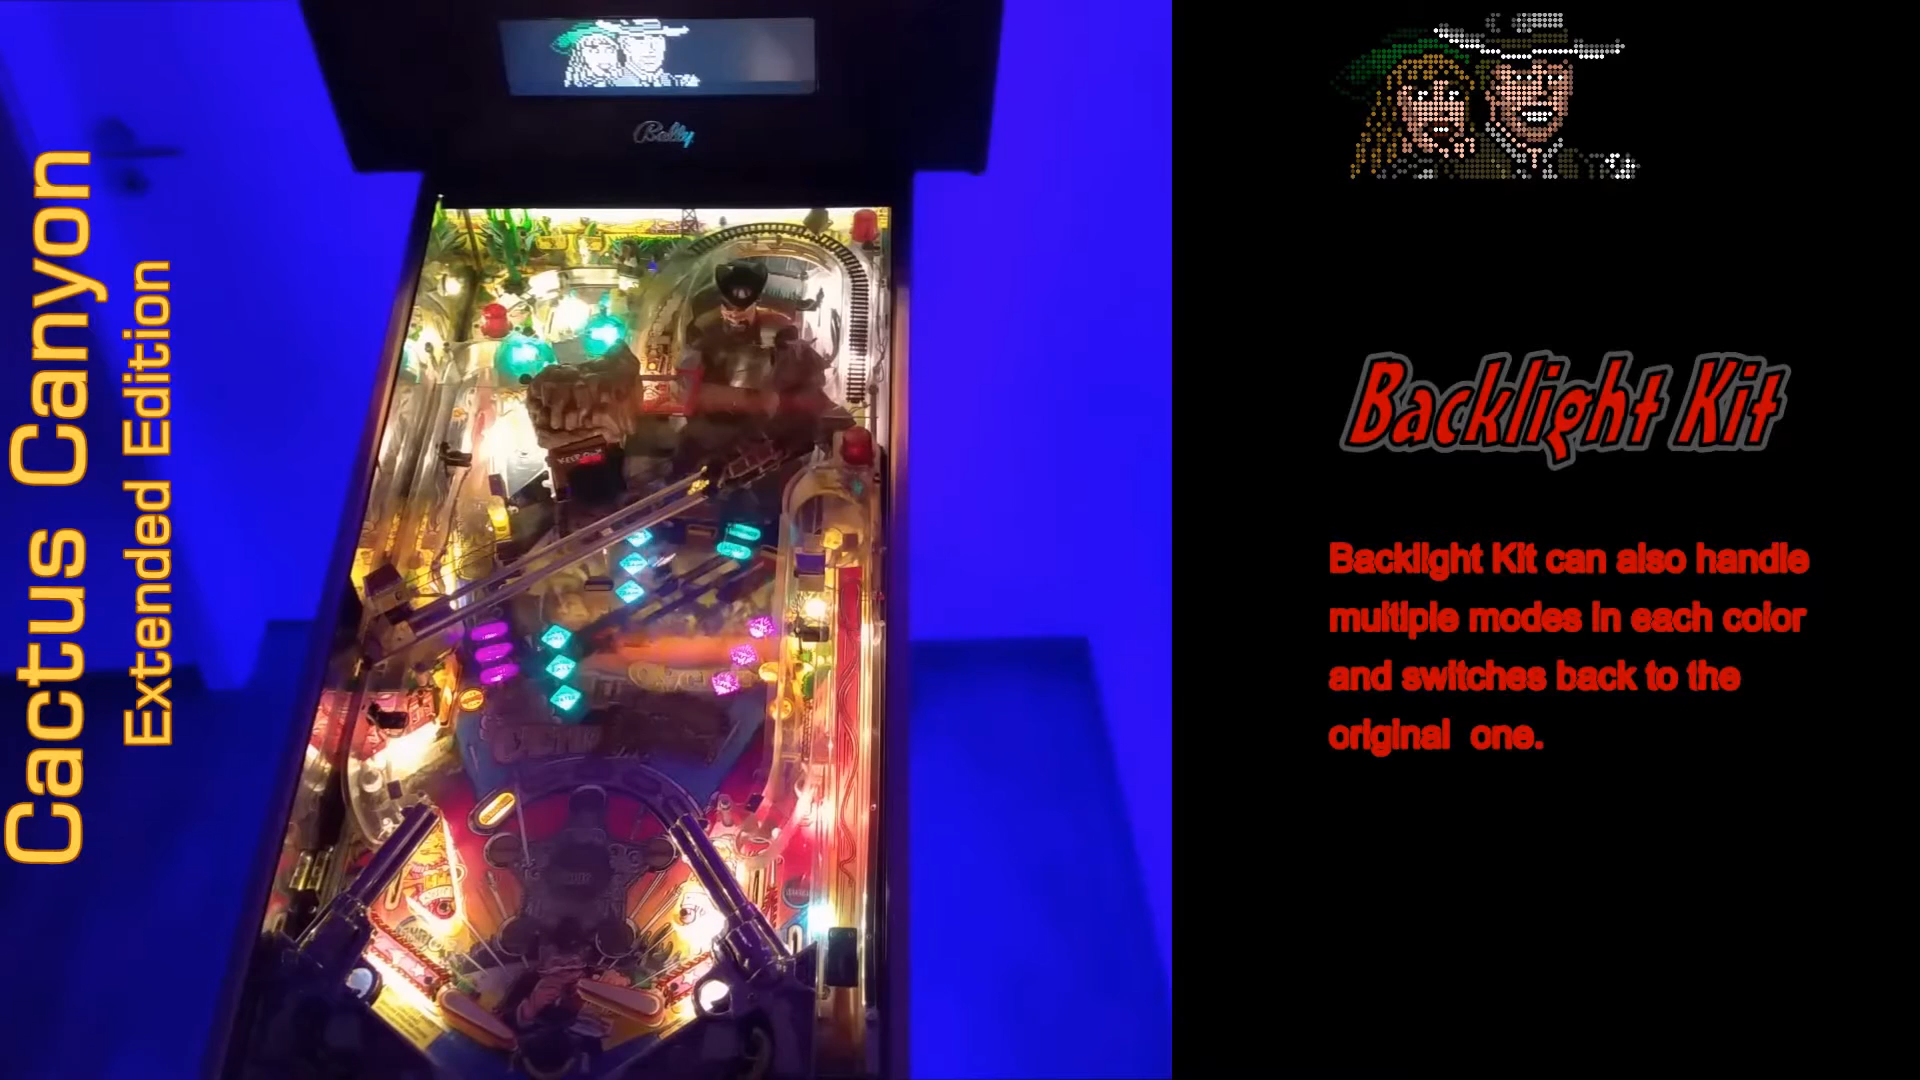 Cactus Canyon
Extended Edition
Bally
Backlight Kit
Backlight Kit can also handle
multiple modes in each color
and switches back to the
original one.